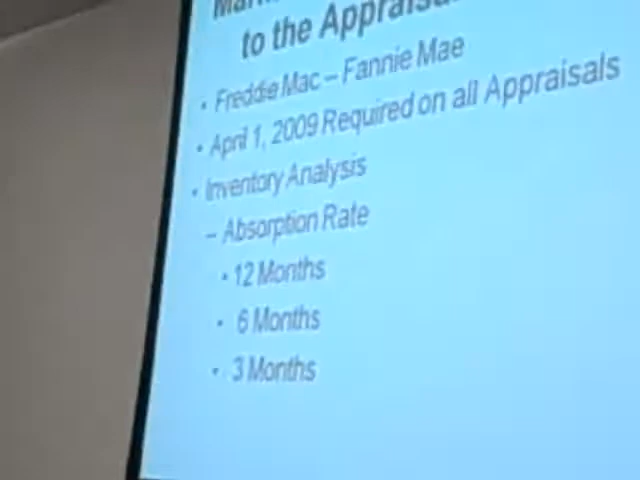 to the
• Freddie Mac – Fannie Mae
• April 1, 2009 Required on all Appraisals
• Inventory Analysis
– Absorption Rate
• 12 Months
• 6 Months
• 3 Months